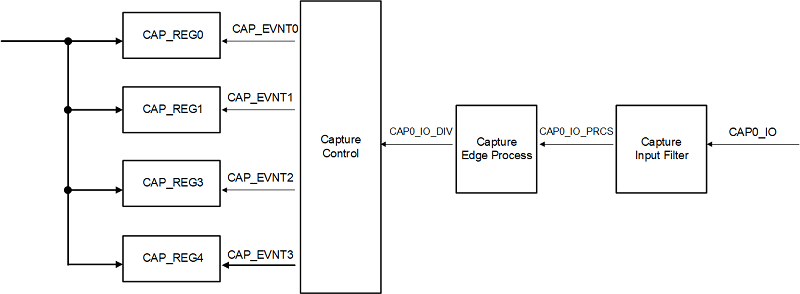 CAP_REG0
CAP_EVNT0
CAP_REG1
CAP_EVNT1
CAP_REG3
CAP_EVNT2
CAP_REG4
CAP_EVNT3
Capture
Control
CAP0_IO_DIV
Capture
Edge Process
CAP0_IO_PRCS
Capture
Input Filter
CAP0_IO